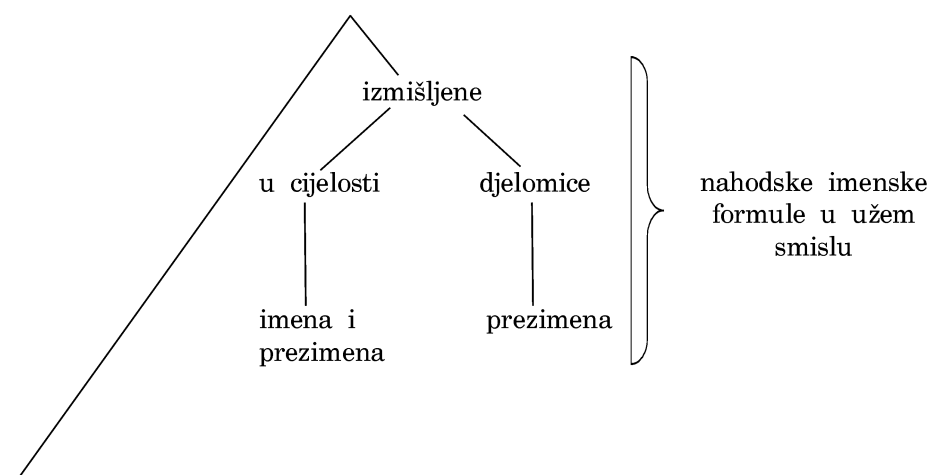 izmišljene
u cijelosti
djelomice
nahodske imenske
formule u užem
smislu
imena i
prezimena
prezimena